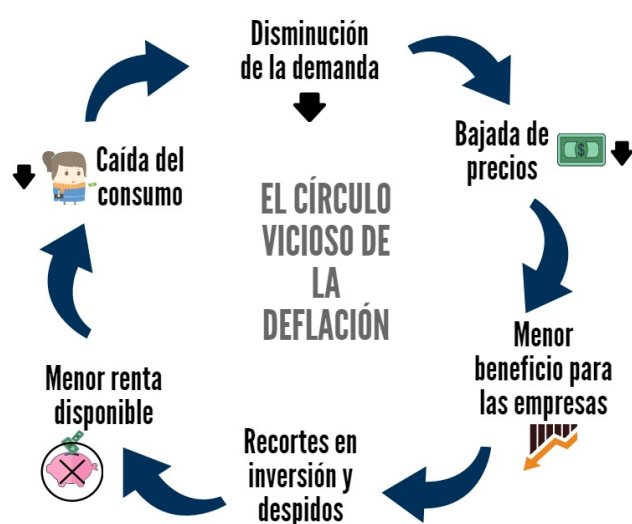 Disminución
de la demanda
Bajada de
precios
$
Menor
beneficio para
las empresas
Recortes en
inversión y
despidos
Menor renta
disponible
Caída del
consumo
EL CÍRCULO
VICIOSO DE
LA
DEFLACIÓN